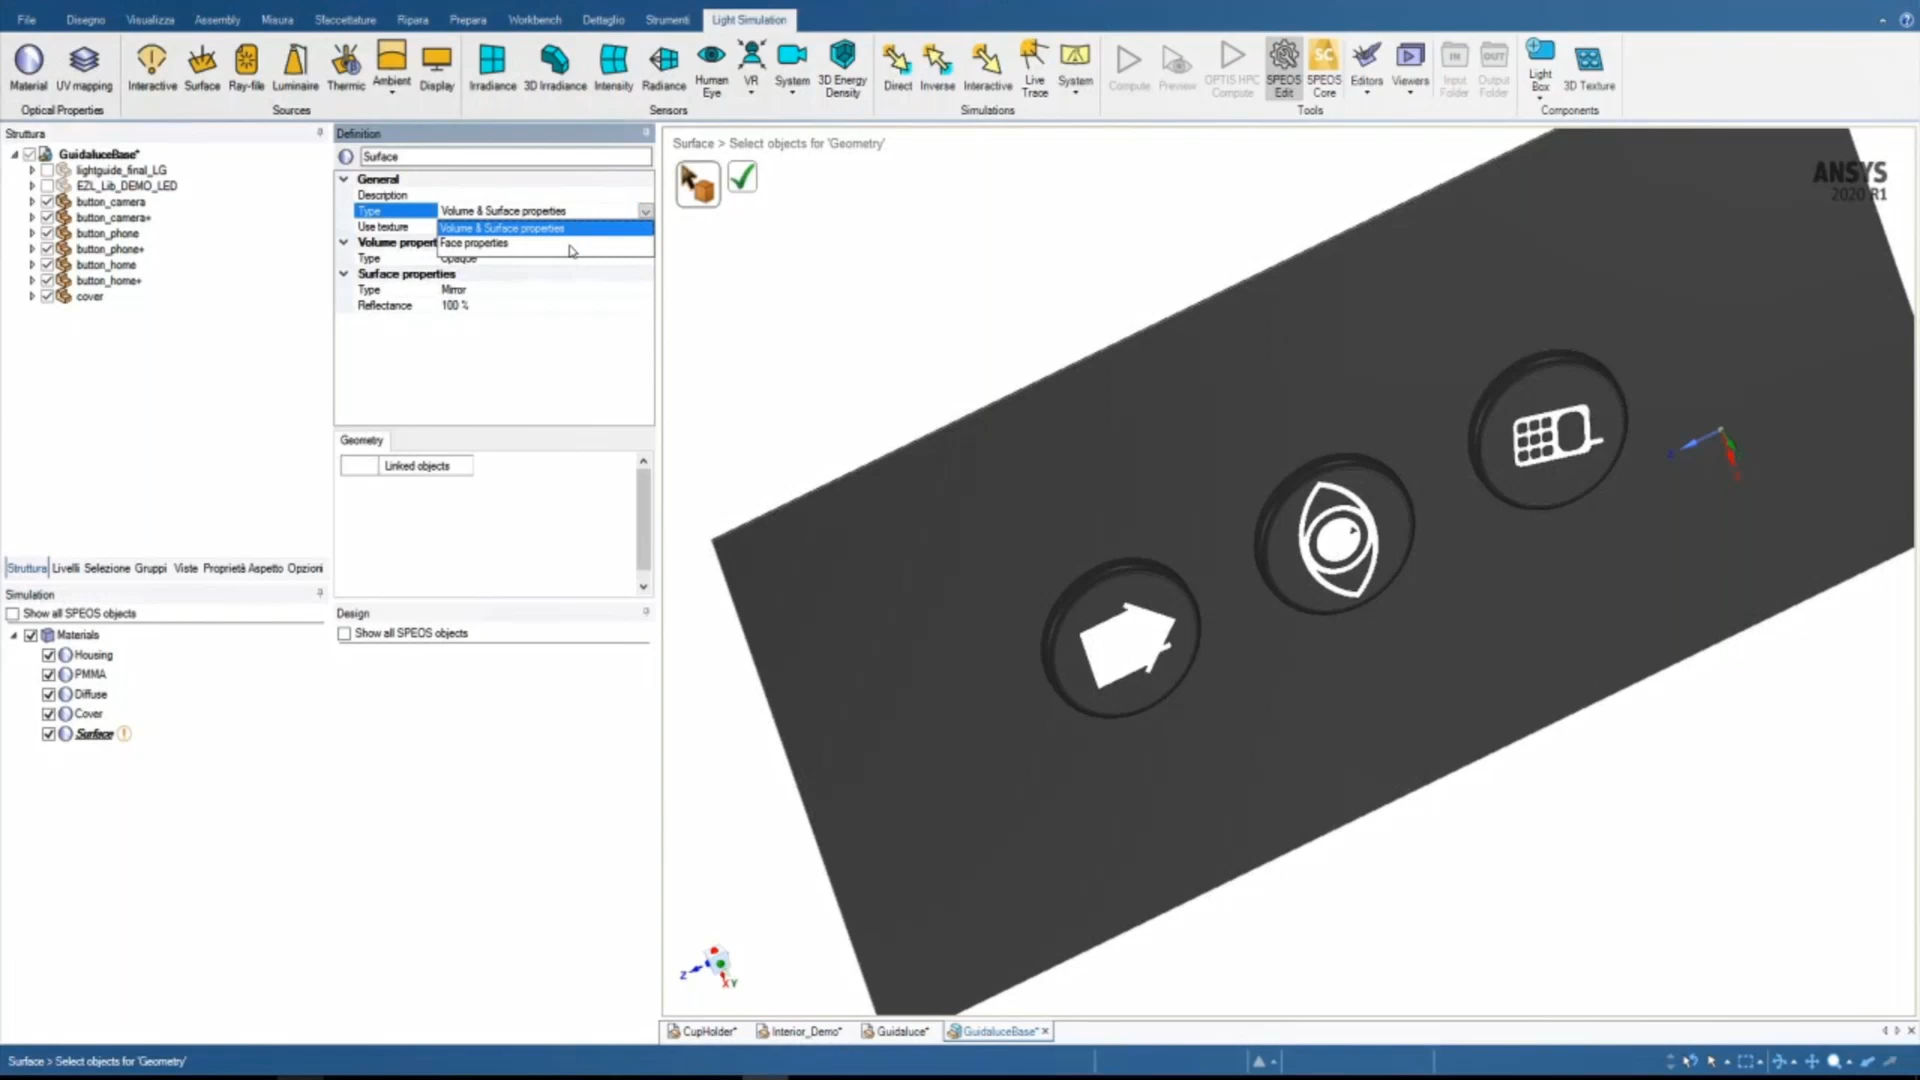 File Disegno Visualizza Assembly Misura Sfaccettature Ripara Prepara Workbench Dettaglio Strumenti Light Simulation
Material UV mapping Interactive Surface Ray-file Luminaire Thermic Ambient Display Irradiance 3D Irradiance Intensity Radiance Human Eye VR System 3D Energy Density Direct Inverse Interactive Live Trace System Compute Preview OPTIS HPC Compute SPEOS Edit SC SPEOS Core Editors Viewers IN Input Folder OUT Output Folder Light Box 3D Texture
Optical Properties Sources Sensors Simulations Tools Components
Struttura
GuidaluceBase*
lightguide_final_LG
EZL_Lib_DEMO_LED
button_camera
button_camera+
button_phone
button_phone+
button_home
button_home+
cover
Struttura Livelli Selezione Gruppi Viste Proprietà Aspetto Opzioni
Simulation
Show all SPEOS objects
Materials
Housing
PMMA
Diffuse
Cover
Surface
Definition
Surface
General
Description
Type Volume & Surface properties
Use texture Volume & Surface properties
Volume propert Face properties
Type Opaque
Surface properties
Type Mirror
Reflectance 100 %
Geometry
Linked objects
Design
Show all SPEOS objects
Surface > Select objects for 'Geometry'
ANSYS
2020 R1
Z
X Y
CupHolder* Interior_Demo* Guidaluce* GuidaluceBase*
Surface > Select objects for 'Geometry'